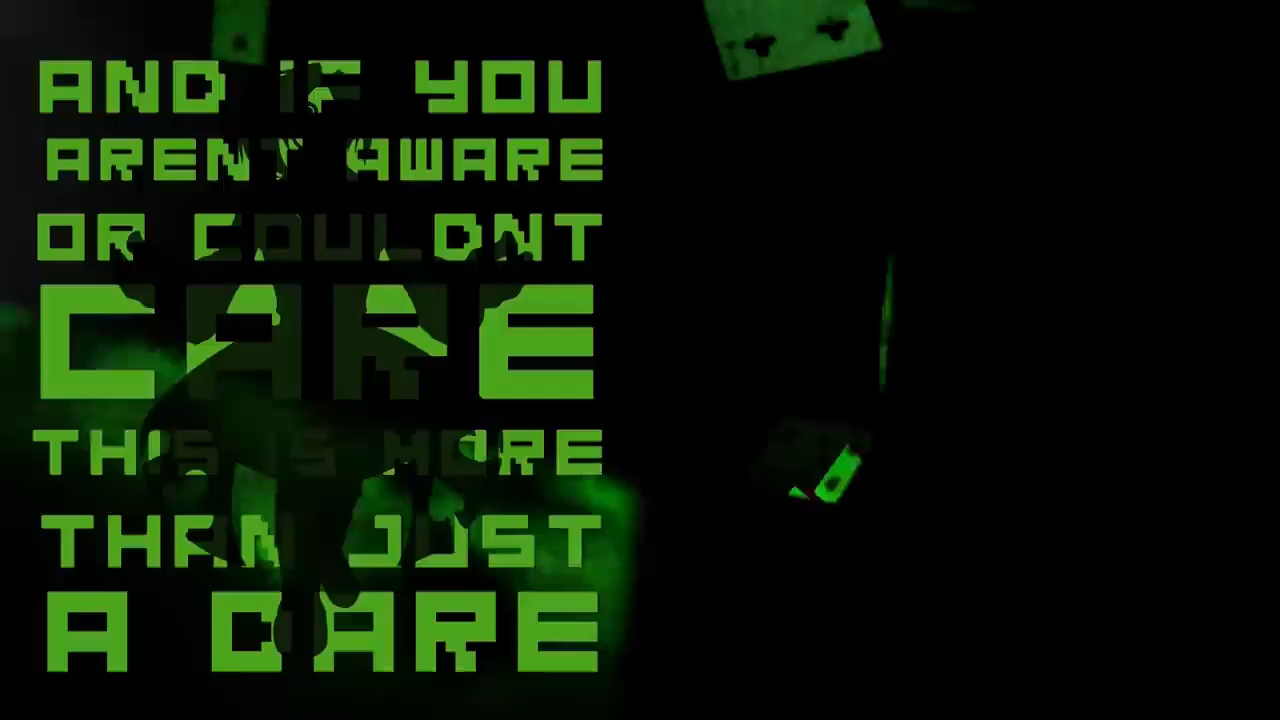 AND IF YOU
ARENT AWARE
OR COULDNT
CARE
THIS IS MORE
THAN JUST
A CARE